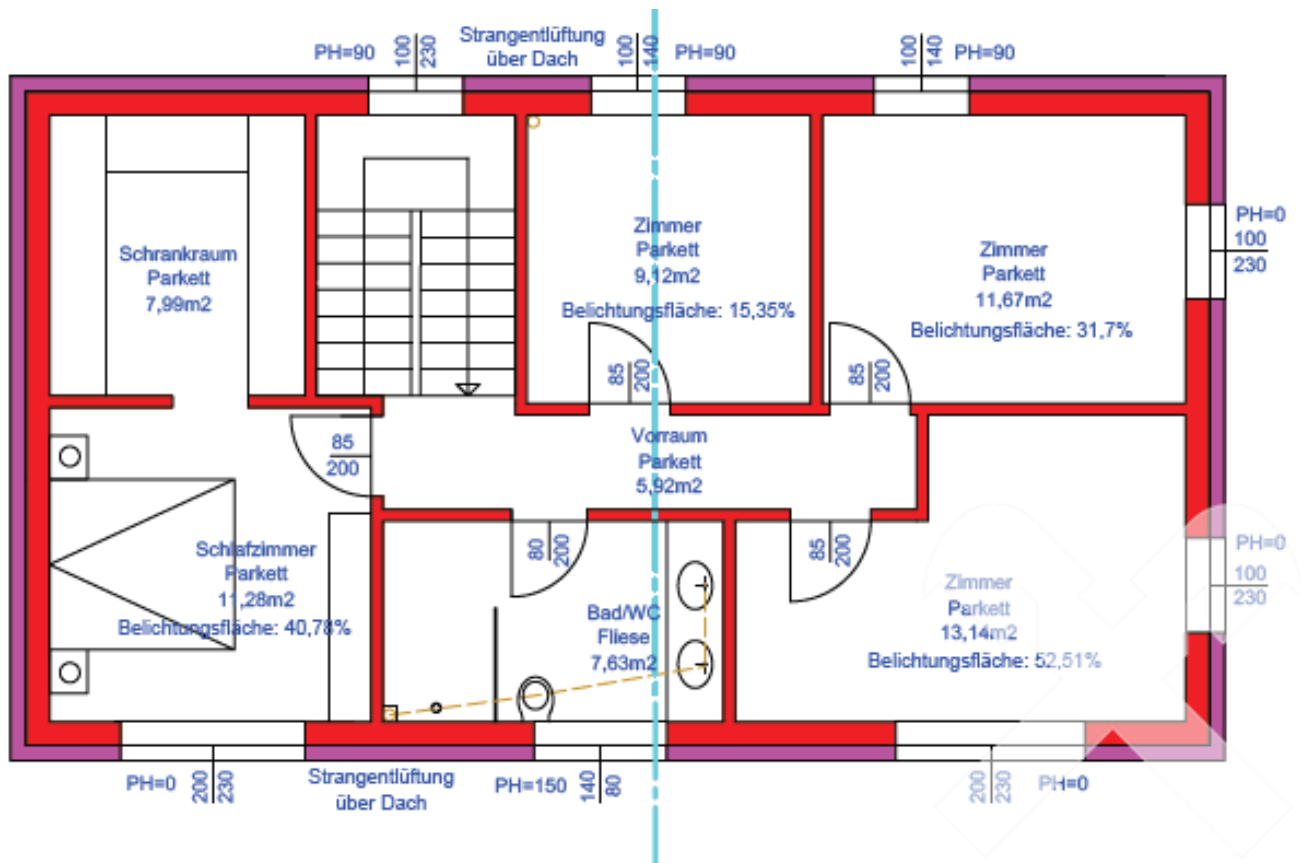 Strangentlüftung
über Dach
PH=90
100
230
100
140
PH=90
100
140
PH=90
Schrankraum
Parkett
7,99m2
Zimmer
Parkett
9,12m2
Belichtungsfläche: 15,35%
Zimmer
Parkett
11,67m2
Belichtungsfläche: 31,7%
PH=0
100
230
85
200
85
200
85
200
Vorraum
Parkett
5,92m2
Schlafzimmer
Parkett
11,28m2
Belichtungsfläche: 40,78%
80
200
Bad/WC
Fliese
7,63m2
85
200
Zimmer
Parkett
13,14m2
Belichtungsfläche: 52,51%
PH=0
100
230
PH=0
200
230
Strangentlüftung
über Dach
PH=150
140
80
200
230
PH=0